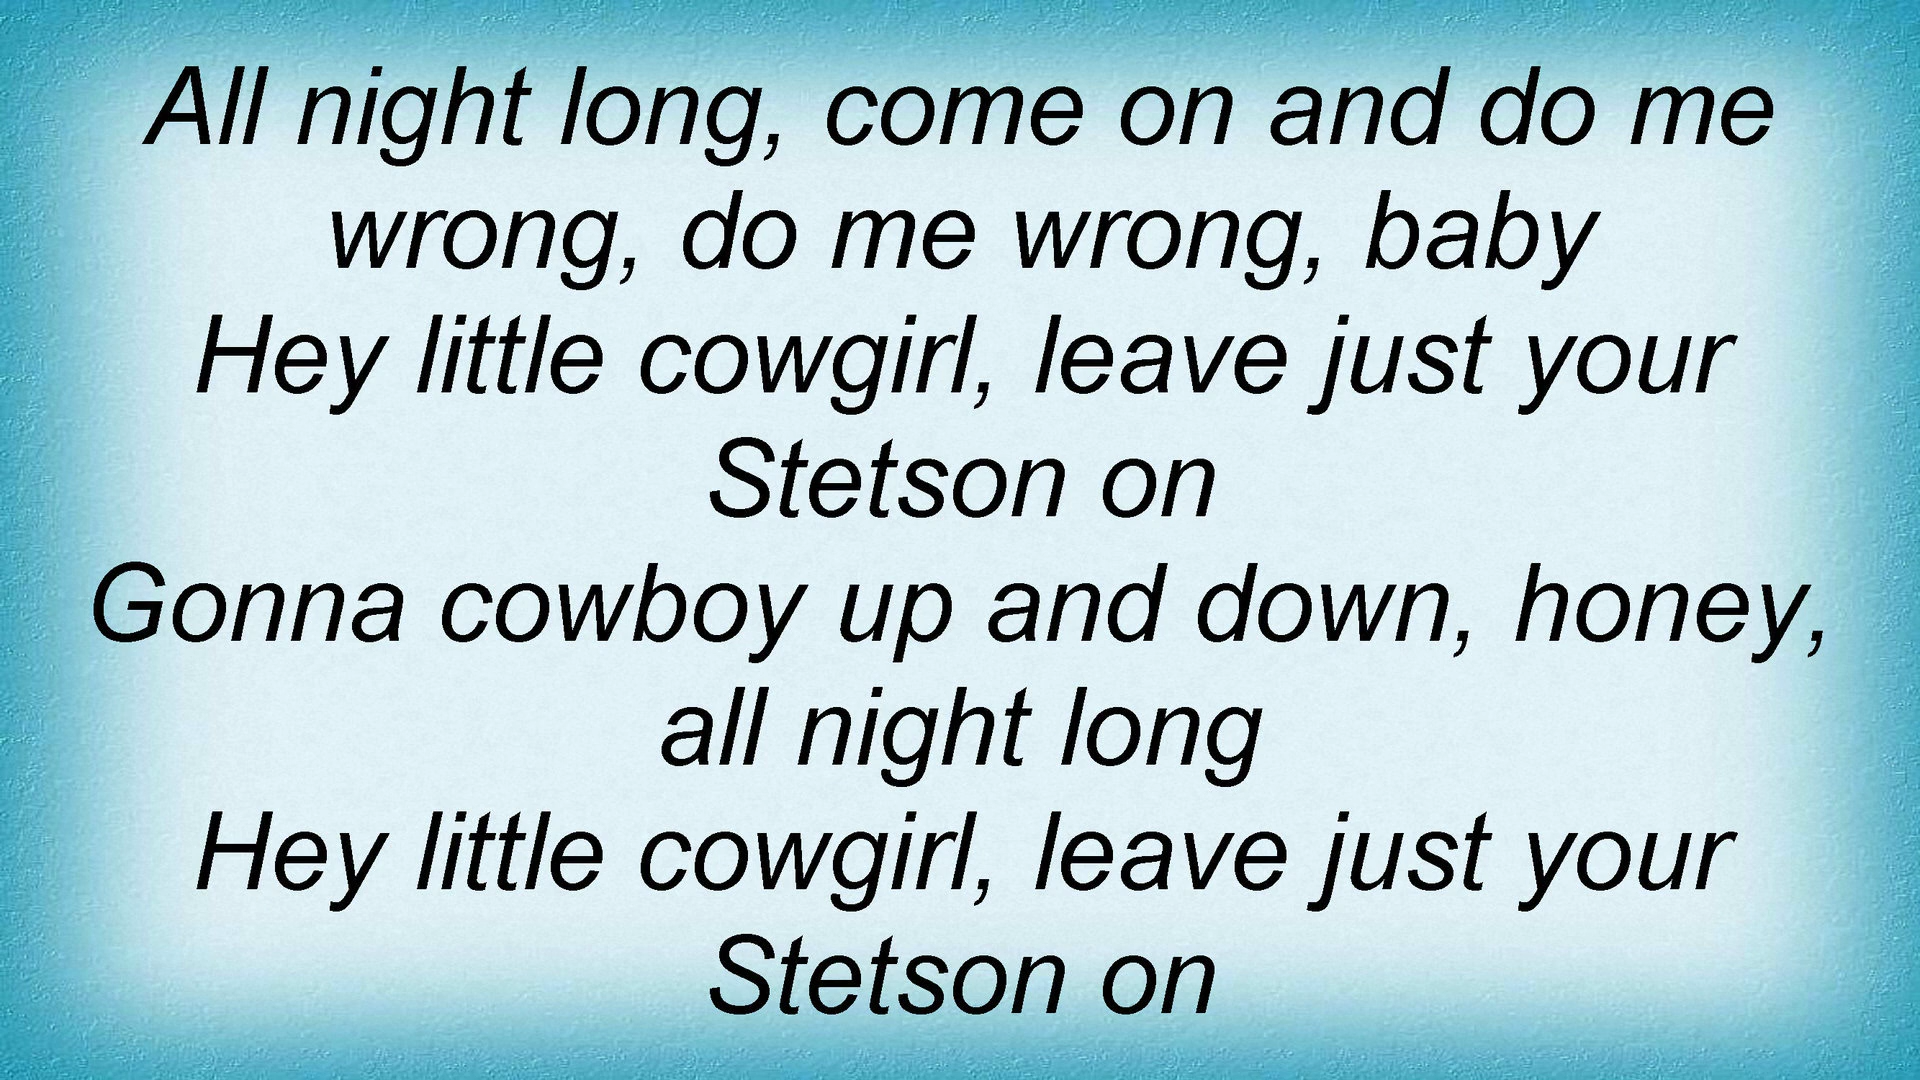 All night long, come on and do me
wrong, do me wrong, baby
Hey little cowgirl, leave just your
Stetson on
Gonna cowboy up and down, honey,
all night long
Hey little cowgirl, leave just your
Stetson on